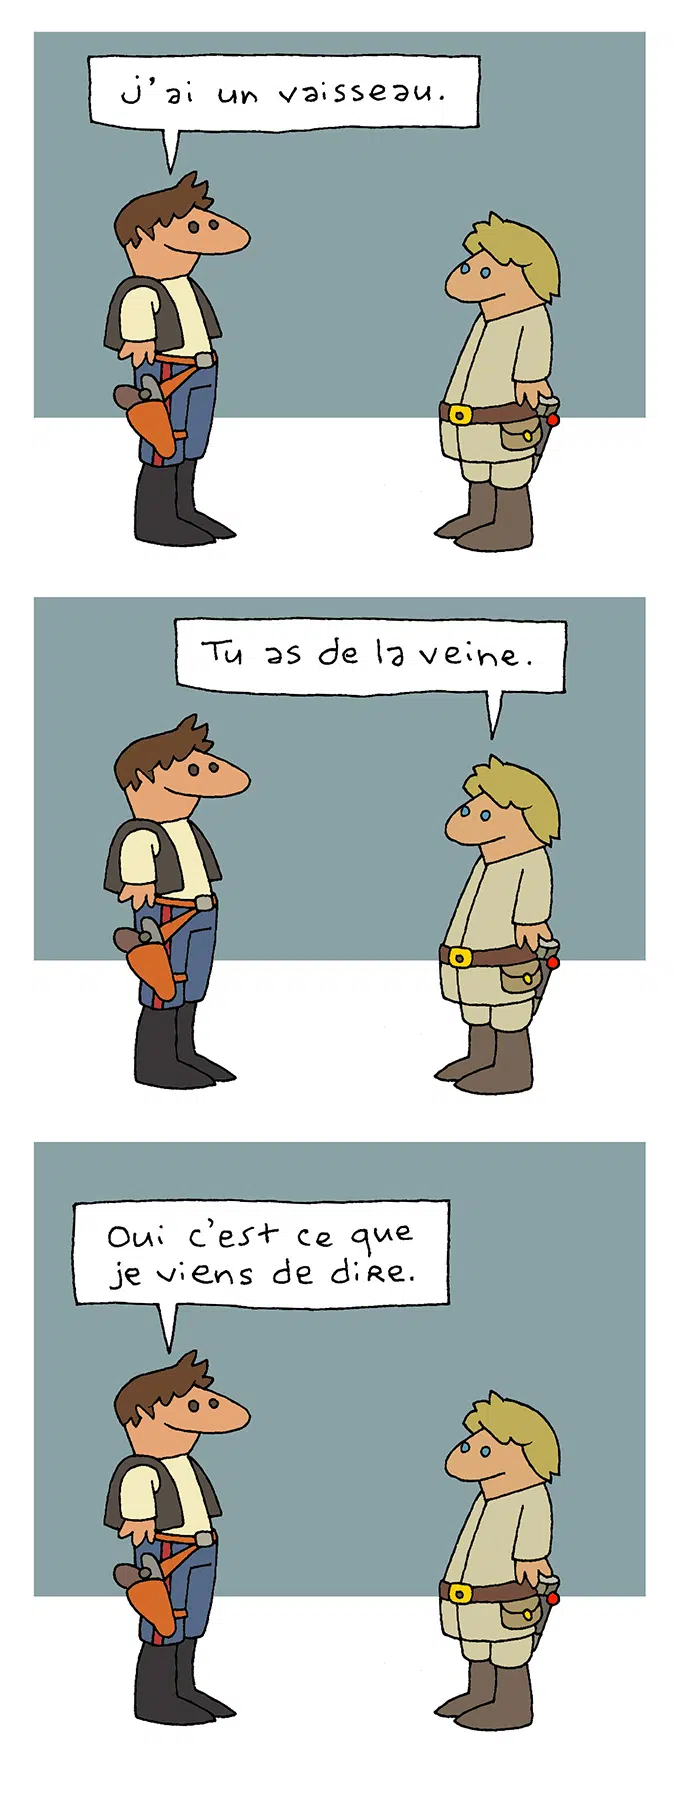 j'ai un vaisseau.
Tu as de la veine.
Oui c'est ce que
je viens de dire.